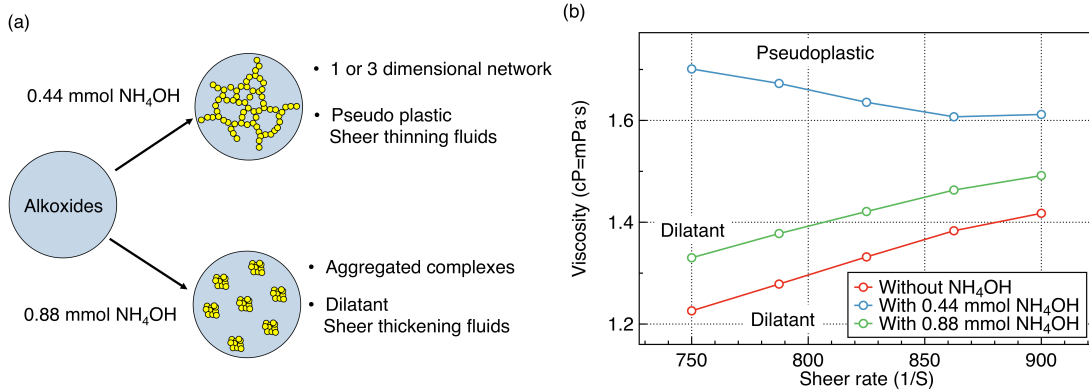 (a)
0.44 mmol NH₄OH
• 1 or 3 dimensional network
• Pseudo plastic
Sheer thinning fluids
Alkoxides
0.88 mmol NH₄OH
• Aggregated complexes
• Dilatant
Sheer thickening fluids
(b)
Viscosity (cP=mPa·s)
1.6
1.4
1.2
Pseudoplastic
Dilatant
Dilatant
Without NH₄OH
With 0.44 mmol NH₄OH
With 0.88 mmol NH₄OH
750
800
850
900
Sheer rate (1/S)